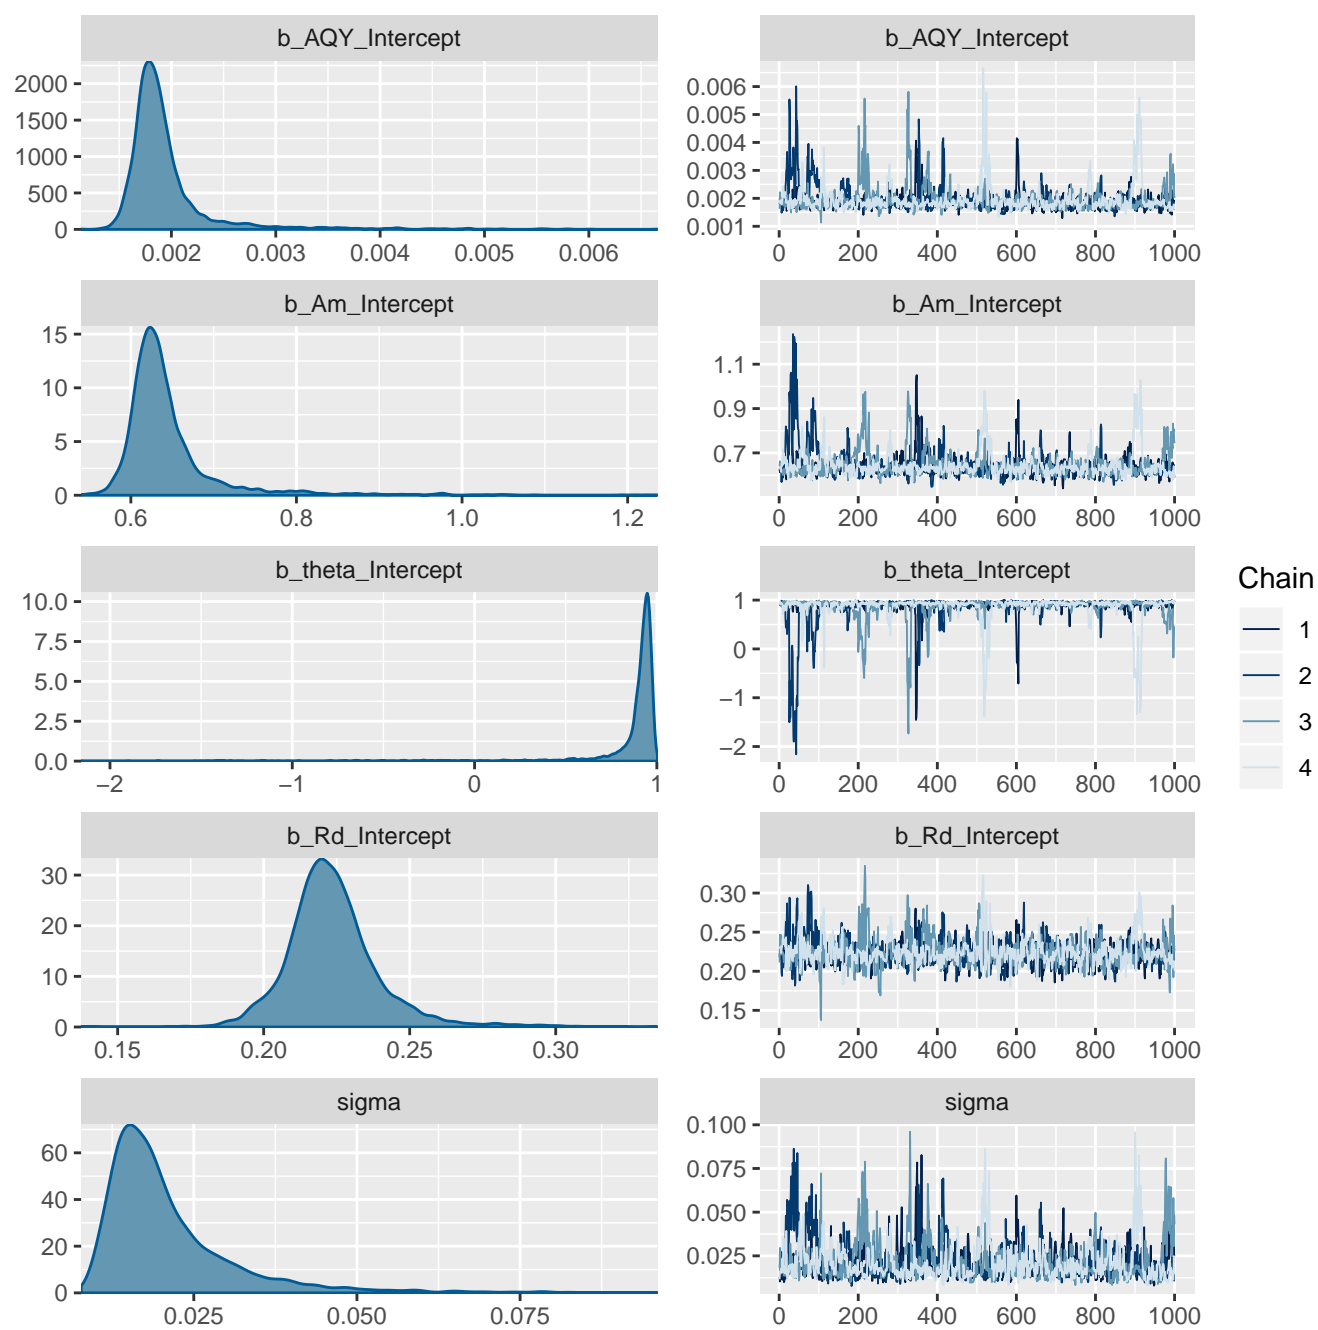 b_AQY_Intercept
2000
1500
1000
500
0
0.002 0.003 0.004 0.005 0.006
b_AQY_Intercept
0.006
0.005
0.004
0.003
0.002
0.001
0 200 400 600 800 1000
b_Am_Intercept
15
10
5
0
0.6 0.8 1.0 1.2
b_Am_Intercept
1.1
0.9
0.7
0 200 400 600 800 1000
b_theta_Intercept
10.0
7.5
5.0
2.5
0.0
−2 −1 0 1
b_theta_Intercept
1
0
−1
−2
0 200 400 600 800 1000
b_Rd_Intercept
30
20
10
0
0.15 0.20 0.25 0.30
b_Rd_Intercept
0.30
0.25
0.20
0.15
0 200 400 600 800 1000
sigma
60
40
20
0
0.025 0.050 0.075
sigma
0.100
0.075
0.050
0.025
0 200 400 600 800 1000
Chain
1
2
3
4